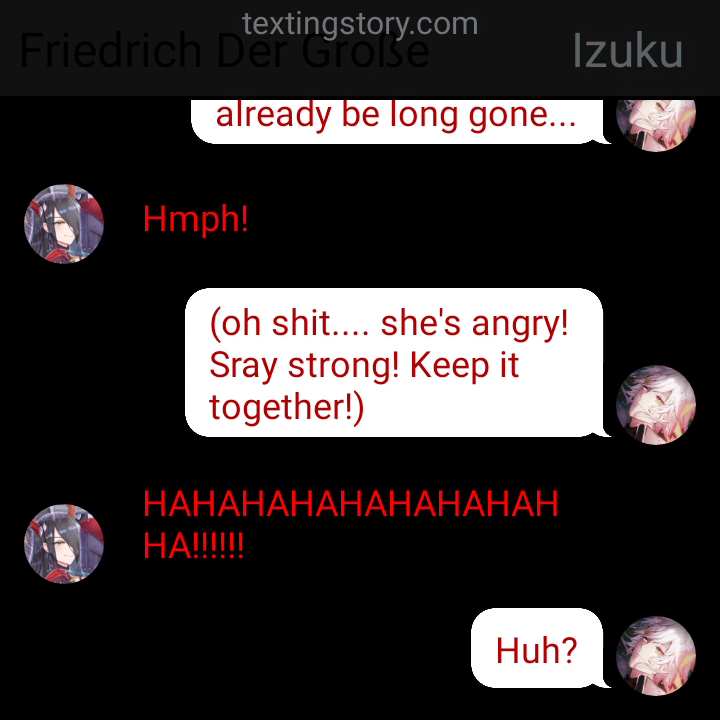 textingstory.com
Friedrich Der Große
Izuku
already be long gone...
Hmph!
(oh shit.... she's angry!
Sray strong! Keep it
together!)
HAHAHAHAHAHAHAHAH
HA!!!!!!
Huh?